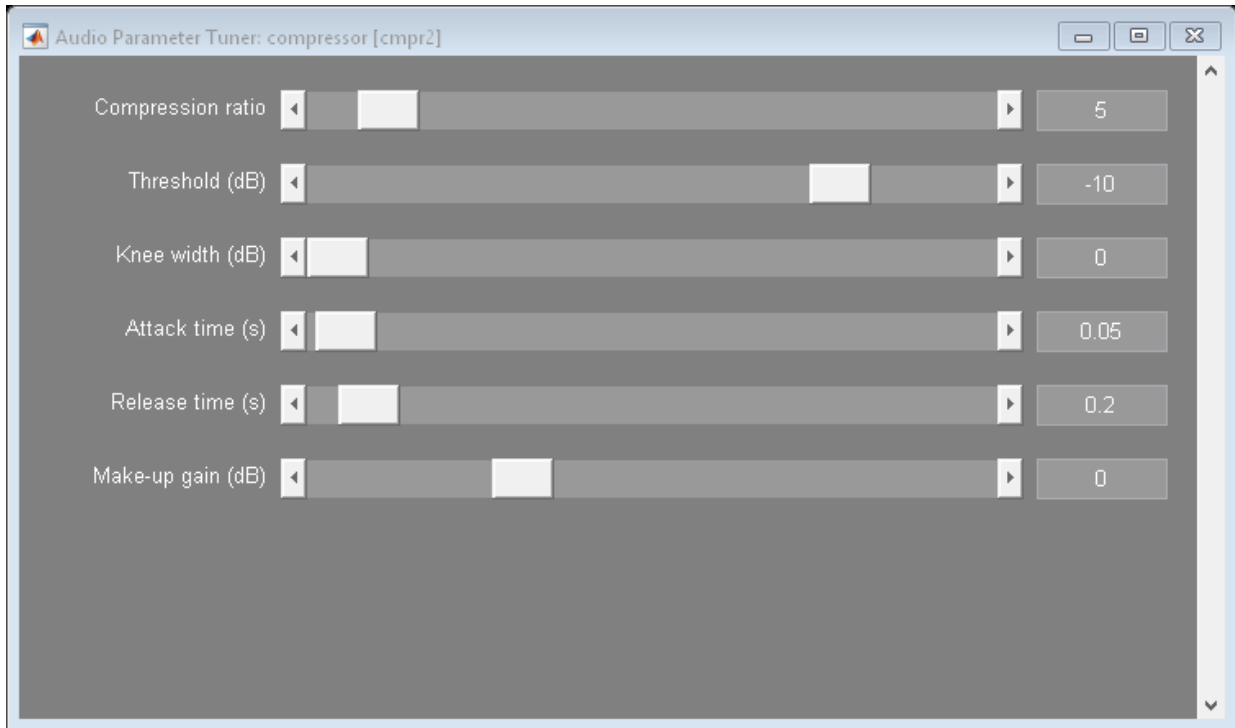 Audio Parameter Tuner: compressor [cmpr2]
Compression ratio 5
Threshold (dB) -10
Knee width (dB) 0
Attack time (s) 0.05
Release time (s) 0.2
Make-up gain (dB) 0